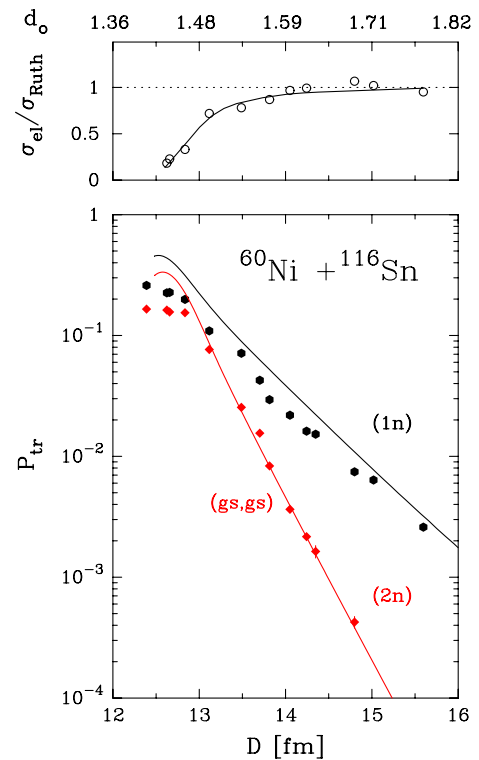 d_o
1.36 1.48 1.59 1.71 1.82
σ_el/σ_Ruth
1
0.5
0
⁶⁰Ni + ¹¹⁶Sn
P_tr
1
10⁻¹
10⁻²
10⁻³
10⁻⁴
(1n)
(gs,gs)
(2n)
12 13 14 15 16
D [fm]